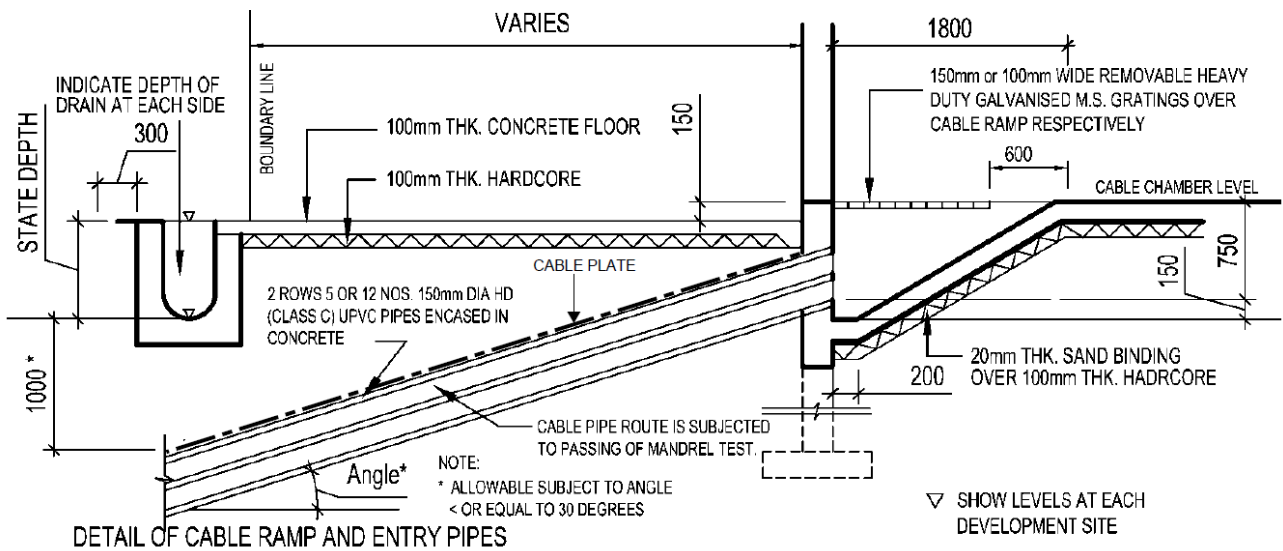 VARIES
1800
INDICATE DEPTH OF
DRAIN AT EACH SIDE
300
STATE DEPTH
BOUNDARY LINE
100mm THK. CONCRETE FLOOR
100mm THK. HARDCORE
150
150mm or 100mm WIDE REMOVABLE HEAVY
DUTY GALVANISED M.S. GRATINGS OVER
CABLE RAMP RESPECTIVELY
600
CABLE CHAMBER LEVEL
750
150
CABLE PLATE
2 ROWS 5 OR 12 NOS. 150mm DIA HD
(CLASS C) UPVC PIPES ENCASED IN
CONCRETE
1000 *
20mm THK. SAND BINDING
OVER 100mm THK. HADRCORE
200
CABLE PIPE ROUTE IS SUBJECTED
TO PASSING OF MANDREL TEST.
Angle*
NOTE:
* ALLOWABLE SUBJECT TO ANGLE
< OR EQUAL TO 30 DEGREES
▽ SHOW LEVELS AT EACH
DEVELOPMENT SITE
DETAIL OF CABLE RAMP AND ENTRY PIPES